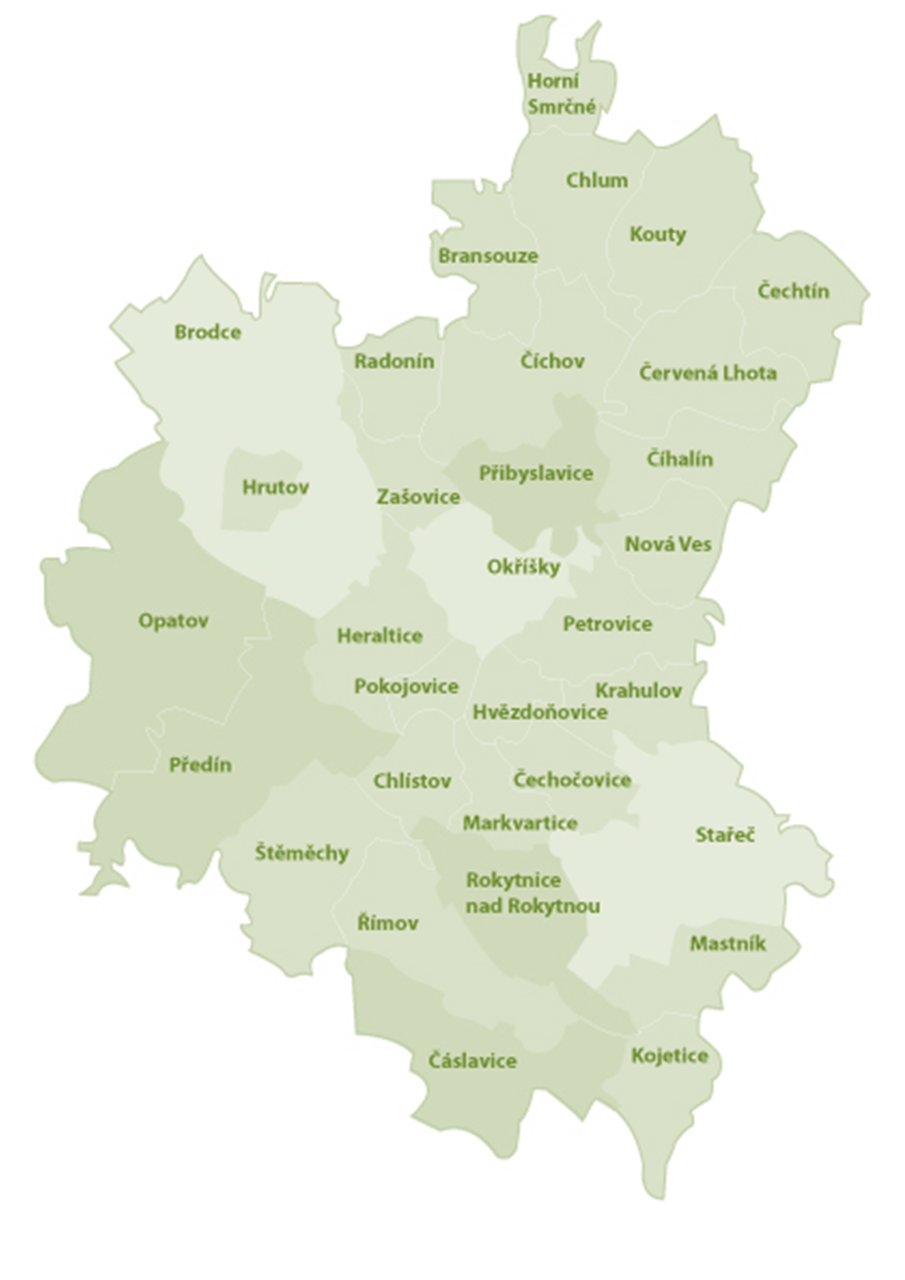 Horní
Smrčné
Chlum
Kouty
Bransouze
Čechtín
Brodce
Radonín
Číchov
Červená Lhota
Číhalín
Přibyslavice
Hrutov
Zašovice
Nová Ves
Okříšky
Opatov
Petrovice
Heraltice
Pokojovice
Krahulov
Hvězdoňovice
Předín
Chlístov
Čechočovice
Markvartice
Stařeč
Štěměchy
Rokytnice
nad Rokytnou
Římov
Mastník
Kojetice
Čáslavice